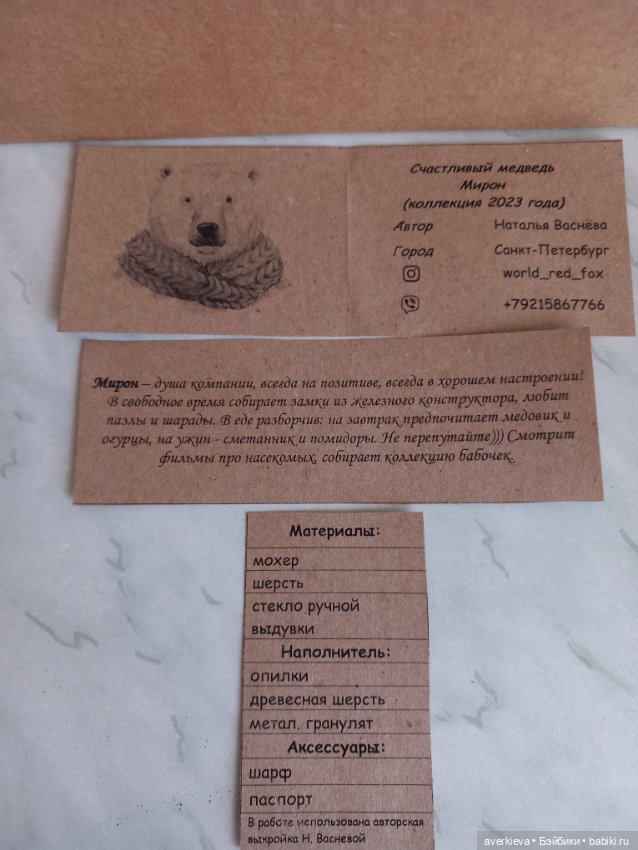 Счастливый медведь
Мирон
(коллекция 2023 года)
Автор Наталья Васнёва
Город Санкт-Петербург
world_red_fox
+79215867766
Мирон – душа компании, всегда на позитиве, всегда в хорошем настроении!
В свободное время собирает замки из железного конструктора, любит
пазлы и шарады. В еде разборчив: на завтрак предпочитает медовик и
огурцы, на ужин - сметанник и помидоры. Не перепутайте))) Смотрит
фильмы про насекомых, собирает коллекцию бабочек.
Материалы:
мохер
шерсть
стекло ручной
выдувки
Наполнитель:
опилки
древесная шерсть
метал. гранулят
Аксессуары:
шарф
паспорт
В работе использована авторская
выкройка Н. Васневой
averkieva • Бэйбики • babiki.ru